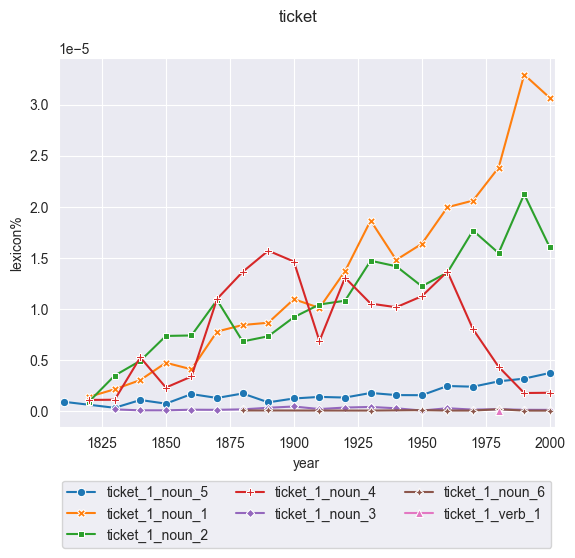 ticket
1e−5
3.0
2.5
2.0
1.5
1.0
0.5
0.0
lexicon%
1825 1850 1875 1900 1925 1950 1975 2000
year
ticket_1_noun_5 ticket_1_noun_4 ticket_1_noun_6
ticket_1_noun_1 ticket_1_noun_3 ticket_1_verb_1
ticket_1_noun_2